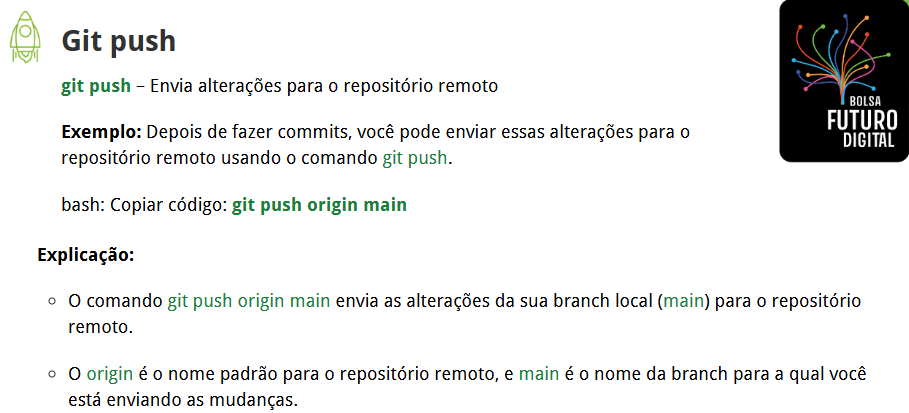 Git push
git push – Envia alterações para o repositório remoto
Exemplo: Depois de fazer commits, você pode enviar essas alterações para o
repositório remoto usando o comando git push.
bash: Copiar código: git push origin main
Explicação:
O comando git push origin main envia as alterações da sua branch local (main) para o repositório
remoto.
O origin é o nome padrão para o repositório remoto, e main é o nome da branch para a qual você
está enviando as mudanças.
BOLSA
FUTURO
DIGITAL